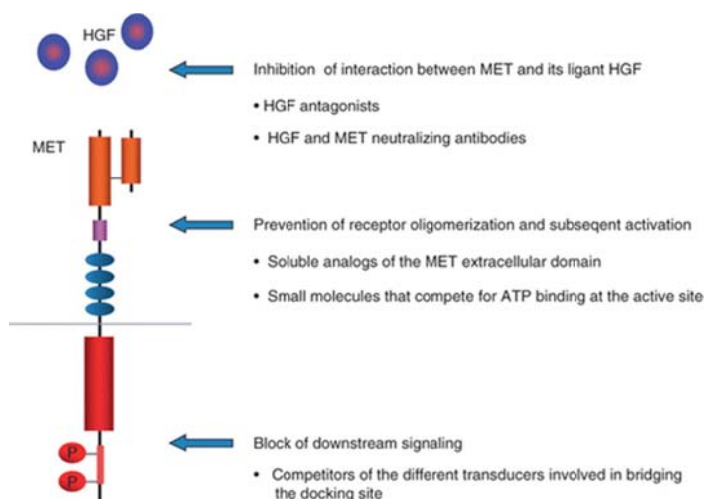 HGF
Inhibition of interaction between MET and its ligant HGF
• HGF antagonists
• HGF and MET neutralizing antibodies
MET
Prevention of receptor oligomerization and subseqent activation
• Soluble analogs of the MET extracellular domain
• Small molecules that compete for ATP binding at the active site
Block of downstream signaling
P
• Competitors of the different transducers involved in bridging
P
the docking site